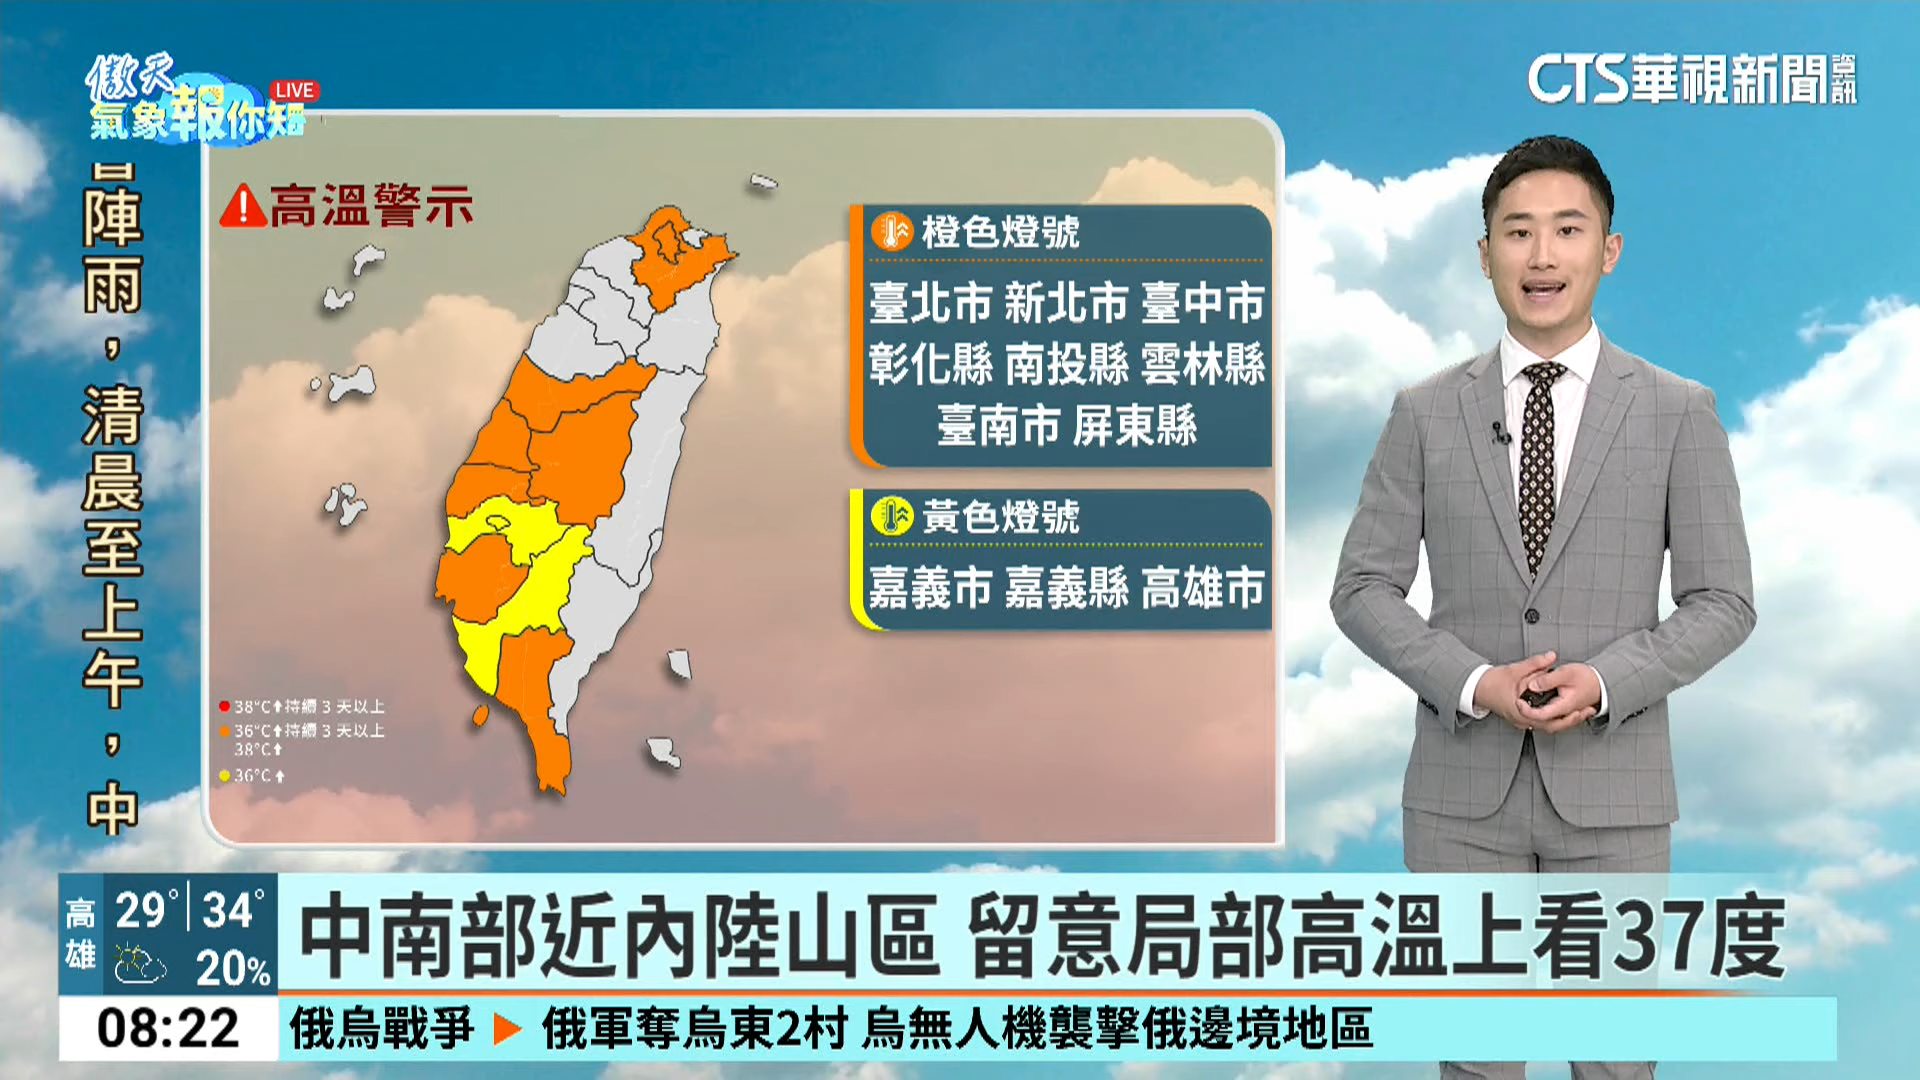 傲天
氣象報你知
LIVE
CTS華視新聞資訊
陣雨，清晨至上午，中
高溫警示
橙色燈號
臺北市 新北市 臺中市
彰化縣 南投縣 雲林縣
臺南市 屏東縣
黃色燈號
嘉義市 嘉義縣 高雄市
38°C⬆持續 3 天以上
36°C⬆持續 3 天以上
38°C⬆
36°C⬆
高雄
29° 34°
20%
中南部近內陸山區 留意局部高溫上看37度
08:22
俄烏戰爭 ▶ 俄軍奪烏東2村 烏無人機襲擊俄邊境地區